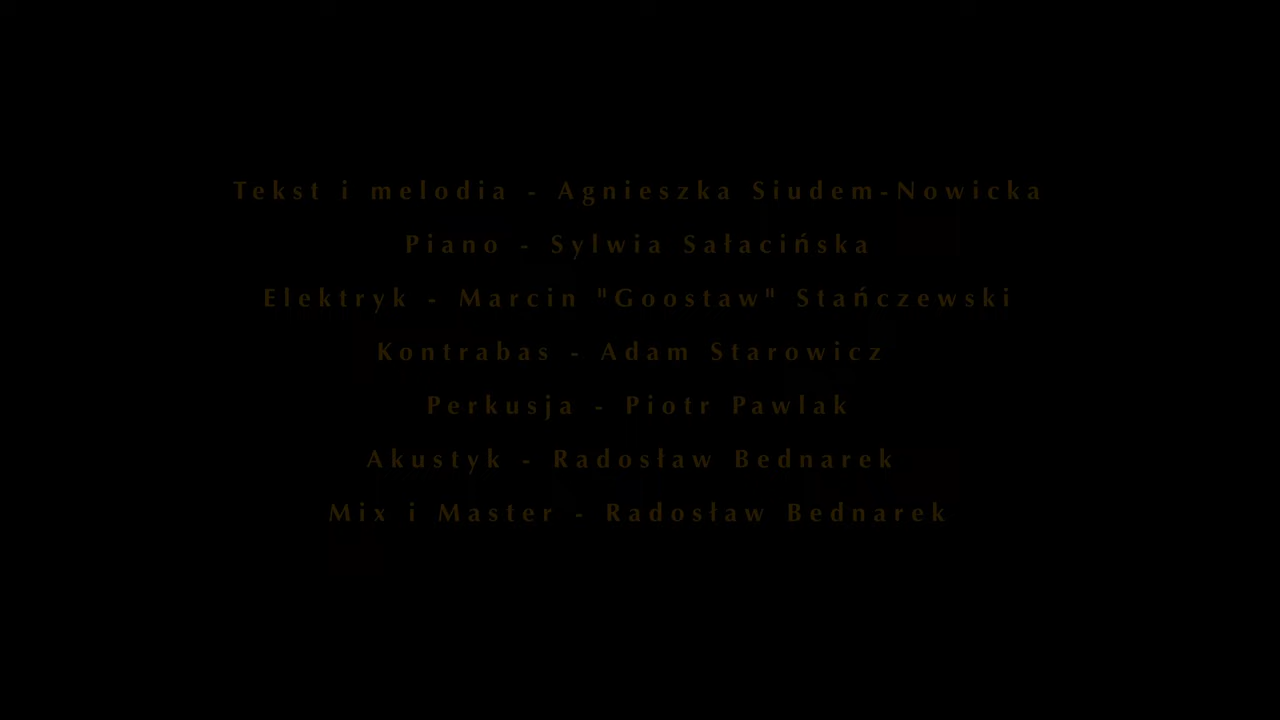 Tekst i melodia - Agnieszka Siudem-Nowicka
Piano - Sylwia Sałacińska
Elektryk - Marcin "Goostaw" Stańczewski
Kontrabas - Adam Starowicz
Perkusja - Piotr Pawlak
Akustyk - Radosław Bednarek
Mix i Master - Radosław Bednarek